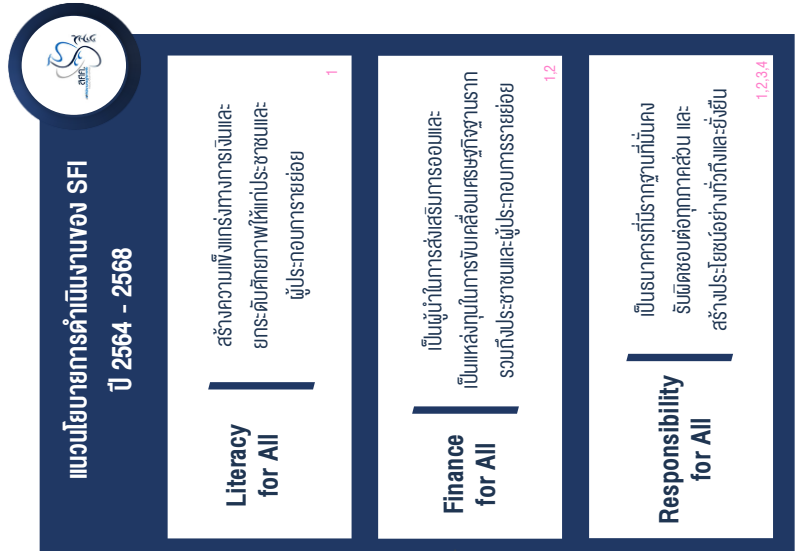 สคร.
แนวนโยบายการดำเนินงานของ SFI
ปี 2564 - 2568
Literacy
for All
สร้างความเข้มแข็งแกร่งทางการเงินและ
ยกระดับศักยภาพให้แก่ประชาชนและ
ผู้ประกอบการรายย่อย
1
Finance
for All
เป็นผู้นำในการส่งเสริมการออมและ
เป็นแหล่งทุนในการขับเคลื่อนเศรษฐกิจฐานราก
รวมถึงประชาชนและผู้ประกอบการรายย่อย
1,2
Responsibility
for All
เป็นธนาคารที่มีรากฐานที่มั่นคง
รับผิดชอบต่อทุกภาคส่วน และ
สร้างประโยชน์อย่างทั่วถึงและยั่งยืน
1,2,3,4